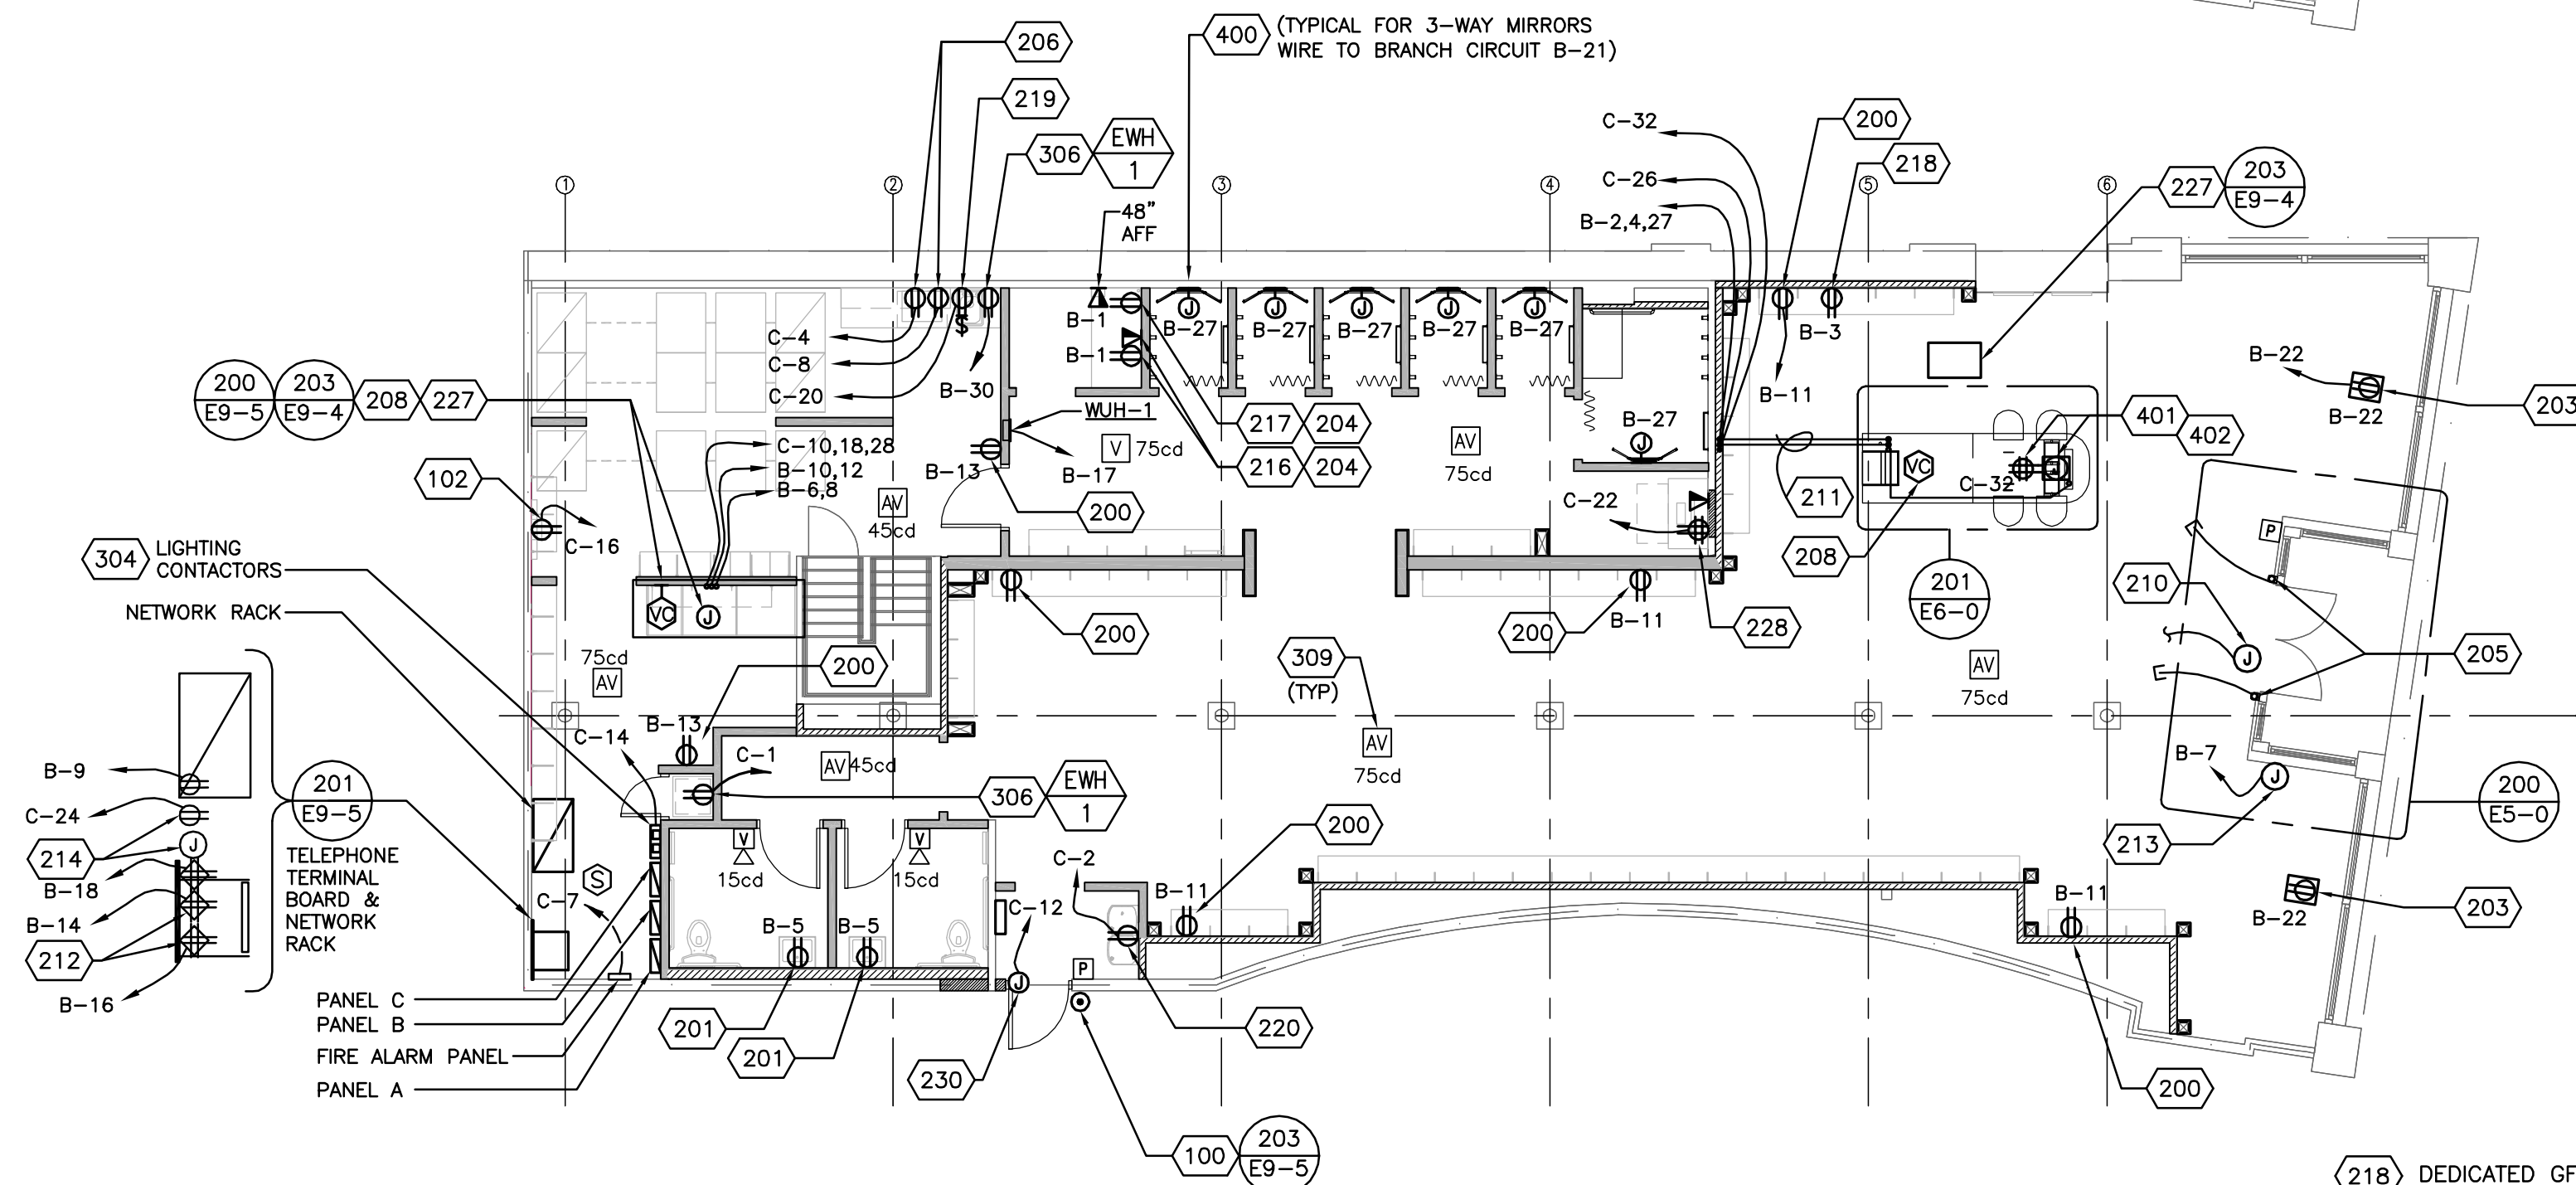 206
400
(TYPICAL FOR 3-WAY MIRRORS
WIRE TO BRANCH CIRCUIT B-21)
219
306
EWH
1
C-32
200
218
C-26
B-2,4,27
227
203
E9-4
1
2
3
4
5
6
48"
AFF
J
J
J
J
J
B-1
B-27
B-27
B-27
B-27
B-27
B-3
$
C-4
C-8
C-20
B-1
B-30
B-11
B-22
B-22
203
200
E9-5
203
E9-4
208
227
WUH-1
217
204
216
204
B-27
J
401
402
C-10,18,28
B-10,12
B-6,8
B-13
B-17
V
75cd
AV
75cd
VC
C-32
102
C-16
AV
45cd
200
C-22
211
208
P
304
LIGHTING
CONTACTORS
NETWORK RACK
VC
J
200
200
B-11
228
201
E6-0
210
J
205
75cd
AV
200
309
(TYP)
AV
75cd
B-13
C-14
C-1
AV
45cd
AV
75cd
B-7
J
200
E5-0
B-9
C-24
214
J
B-18
B-14
212
B-16
201
E9-5
TELEPHONE
TERMINAL
BOARD &
NETWORK
RACK
306
EWH
1
200
213
V
15cd
V
15cd
C-2
S
C-7
B-5
B-5
C-12
B-11
B-11
B-22
203
J
P
PANEL C
PANEL B
FIRE ALARM PANEL
PANEL A
201
201
220
230
200
100
203
E9-5
218
DEDICATED GF